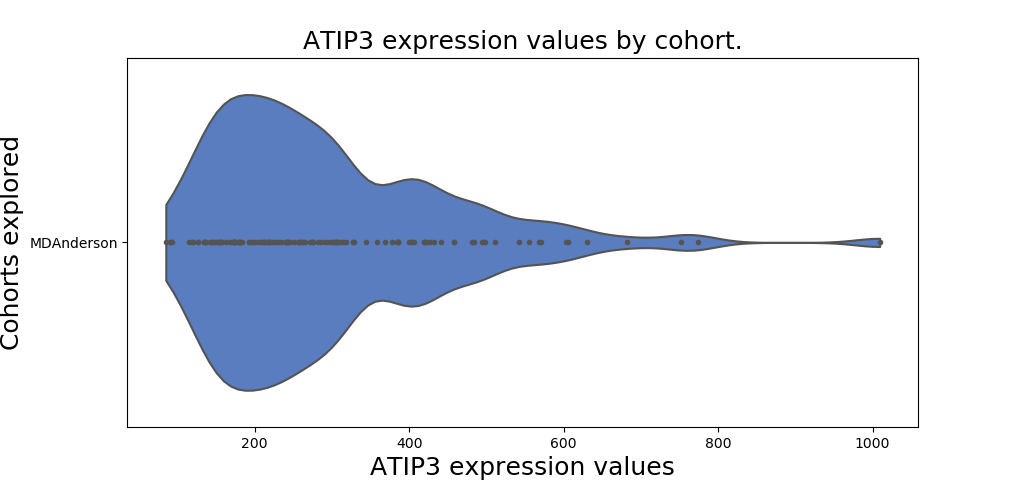 ATIP3 expression values by cohort.
Cohorts explored
MDAnderson
200 400 600 800 1000
ATIP3 expression values